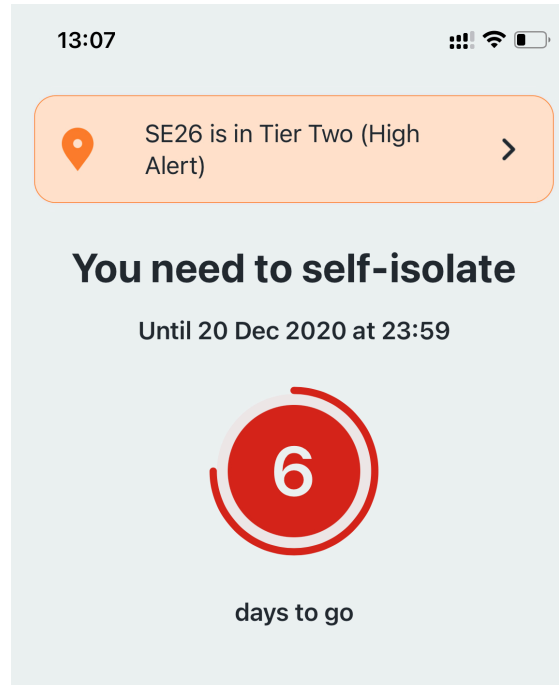 13:07
SE26 is in Tier Two (High
Alert)
You need to self-isolate
Until 20 Dec 2020 at 23:59
6
days to go